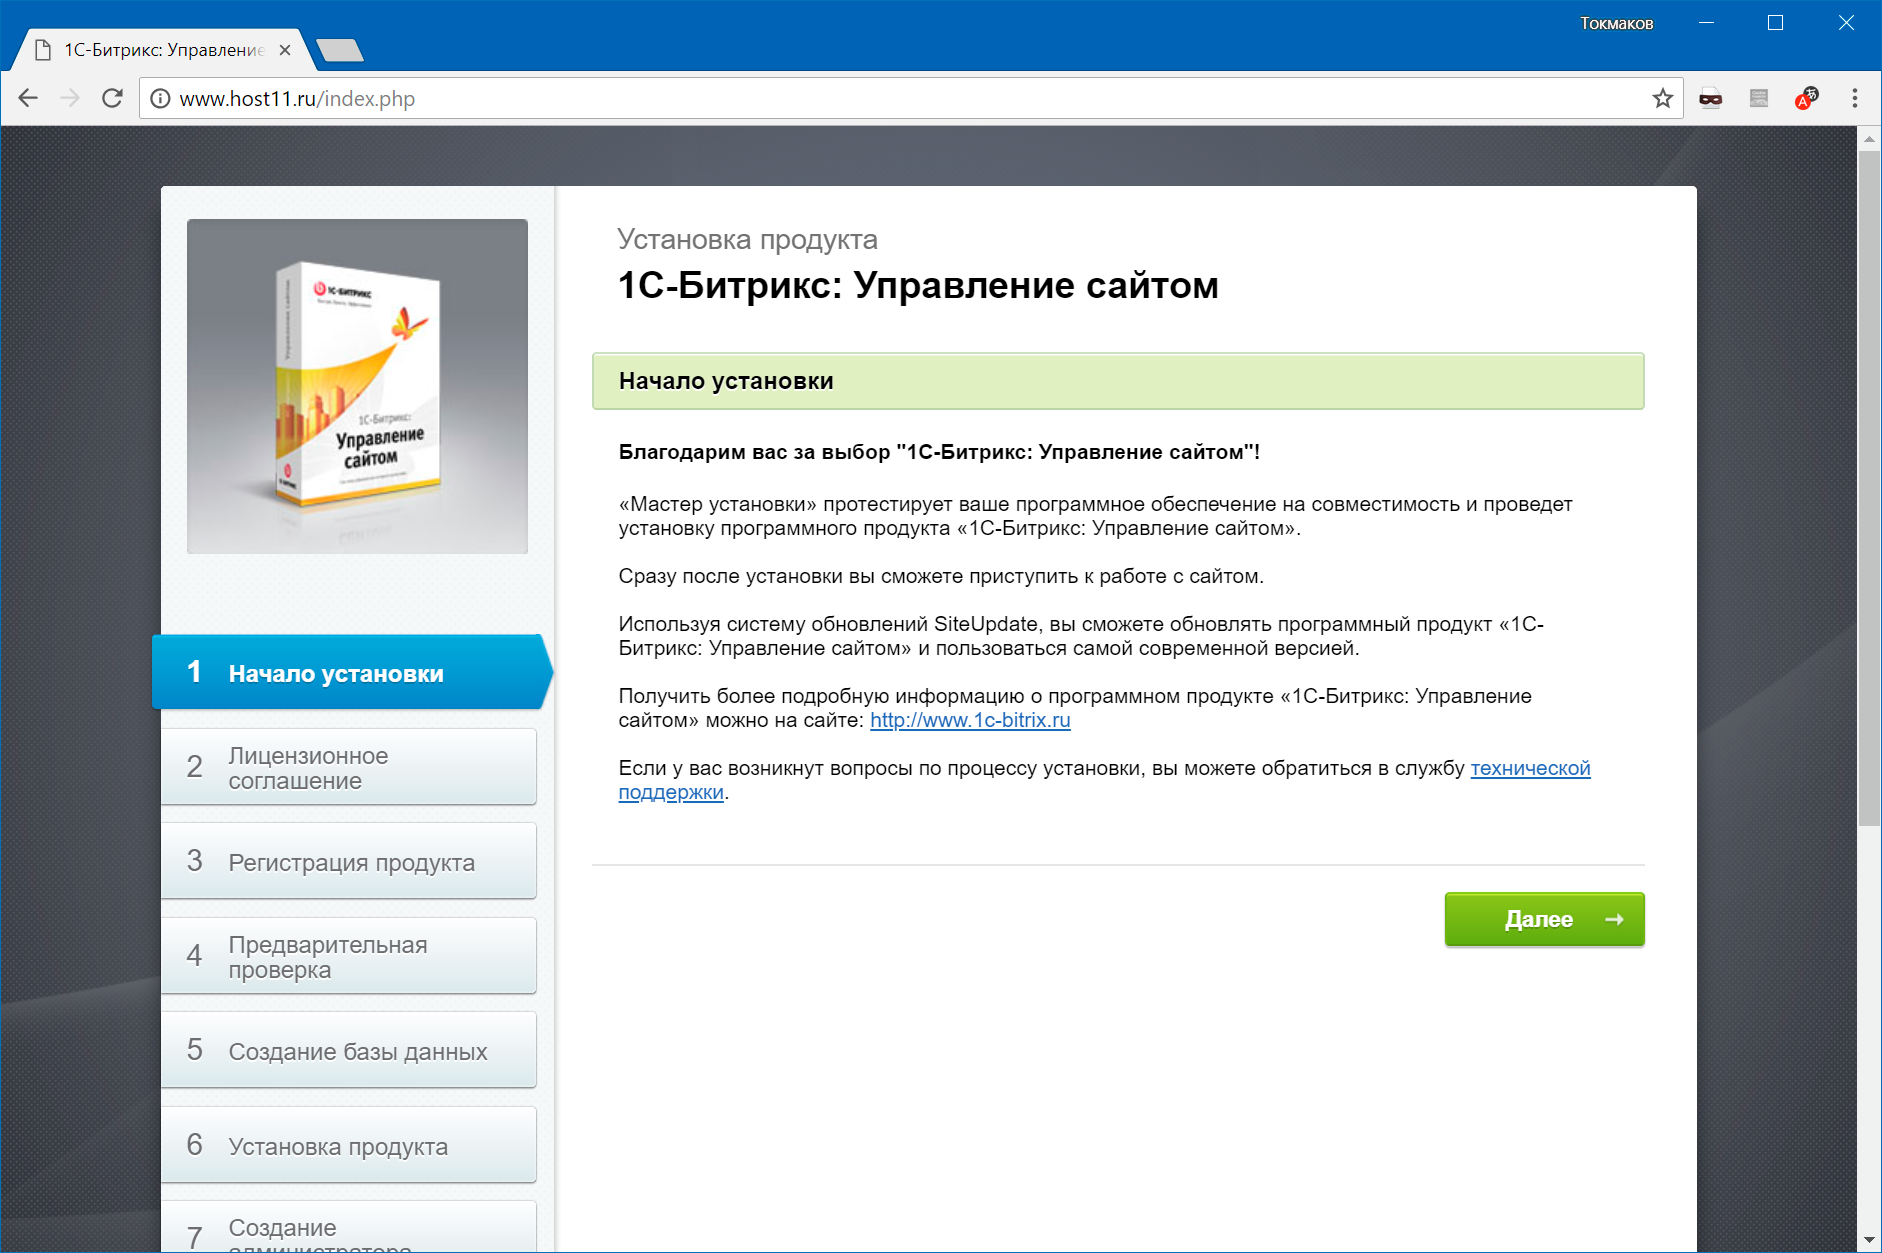 Токмаков
1С-Битрикс: Управление
www.host11.ru/index.php
1С-БИТРИКС
1С-Битрикс:
Управление
сайтом
Установка продукта
1С-Битрикс: Управление сайтом
Начало установки
Благодарим вас за выбор "1С-Битрикс: Управление сайтом"!
«Мастер установки» протестирует ваше программное обеспечение на совместимость и проведет
установку программного продукта «1С-Битрикс: Управление сайтом».
Сразу после установки вы сможете приступить к работе с сайтом.
Используя систему обновлений SiteUpdate, вы сможете обновлять программный продукт «1С-
Битрикс: Управление сайтом» и пользоваться самой современной версией.
Получить более подробную информацию о программном продукте «1С-Битрикс: Управление
сайтом» можно на сайте: http://www.1c-bitrix.ru
Если у вас возникнут вопросы по процессу установки, вы можете обратиться в службу технической
поддержки.
Далее →
1 Начало установки
2 Лицензионное
соглашение
3 Регистрация продукта
4 Предварительная
проверка
5 Создание базы данных
6 Установка продукта
7 Создание
администратора